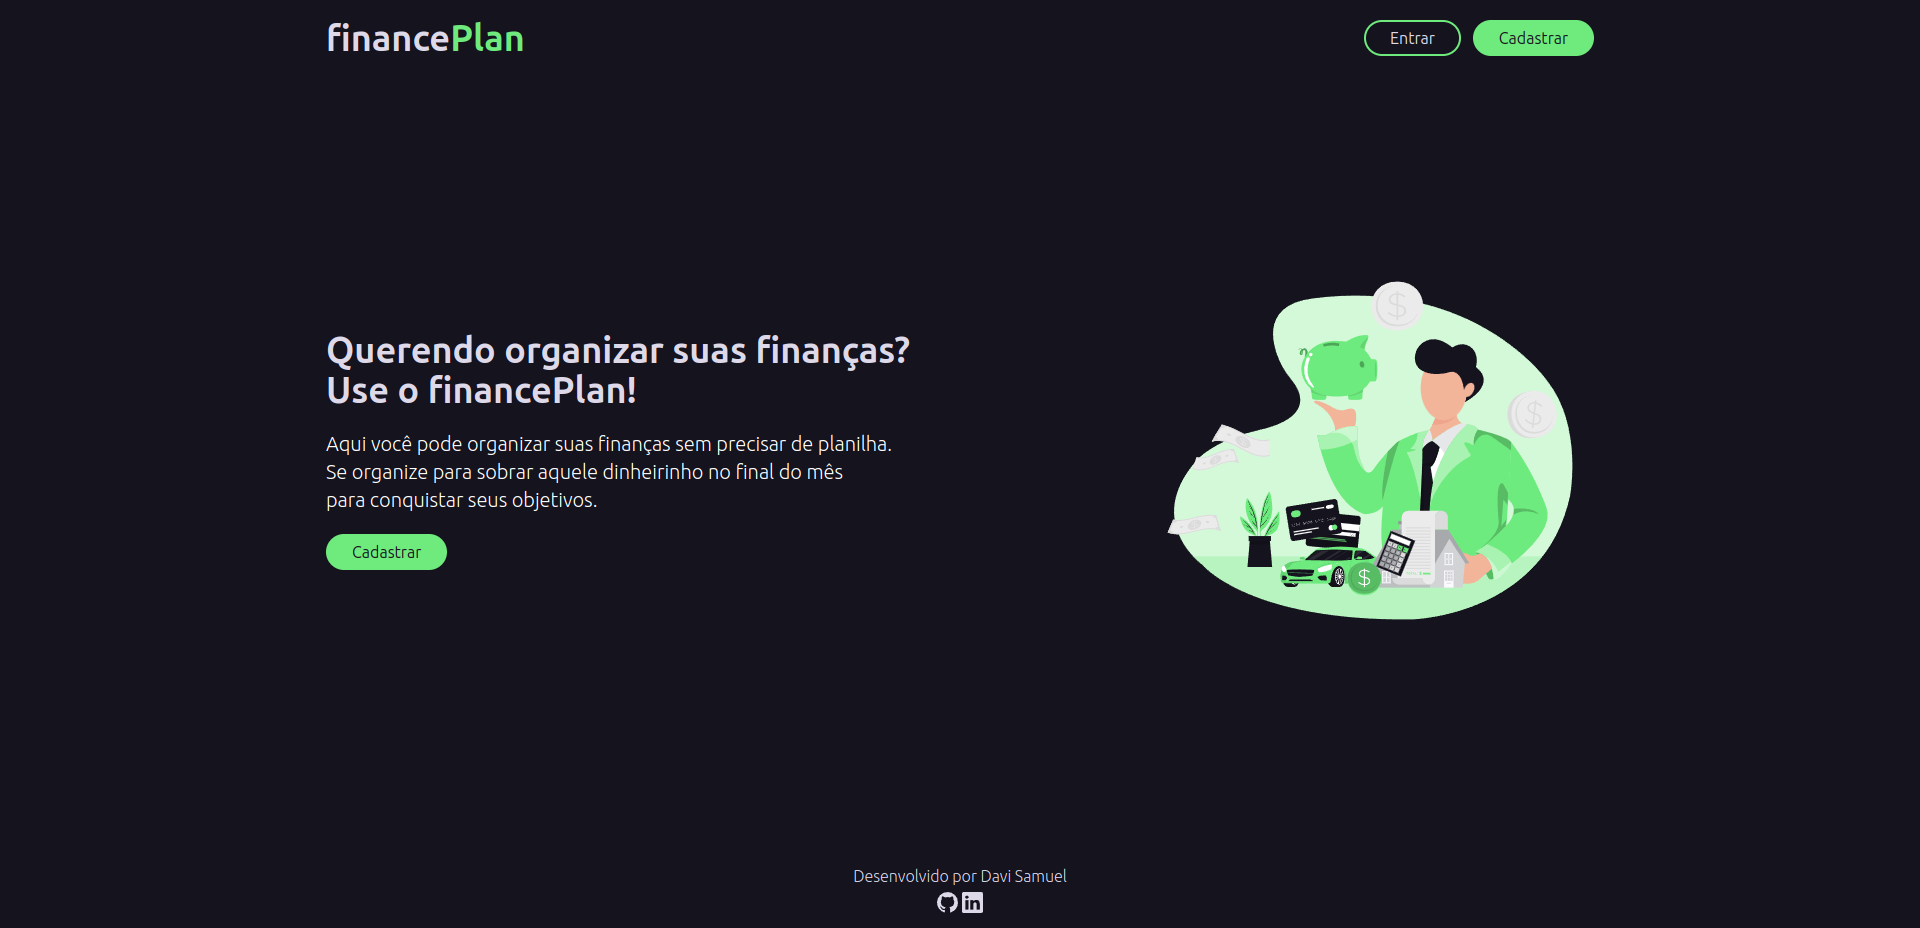 financePlan
Entrar
Cadastrar
Querendo organizar suas finanças?
Use o financePlan!
Aqui você pode organizar suas finanças sem precisar de planilha.
Se organize para sobrar aquele dinheirinho no final do mês
para conquistar seus objetivos.
Cadastrar
$
$
$
Desenvolvido por Davi Samuel
in